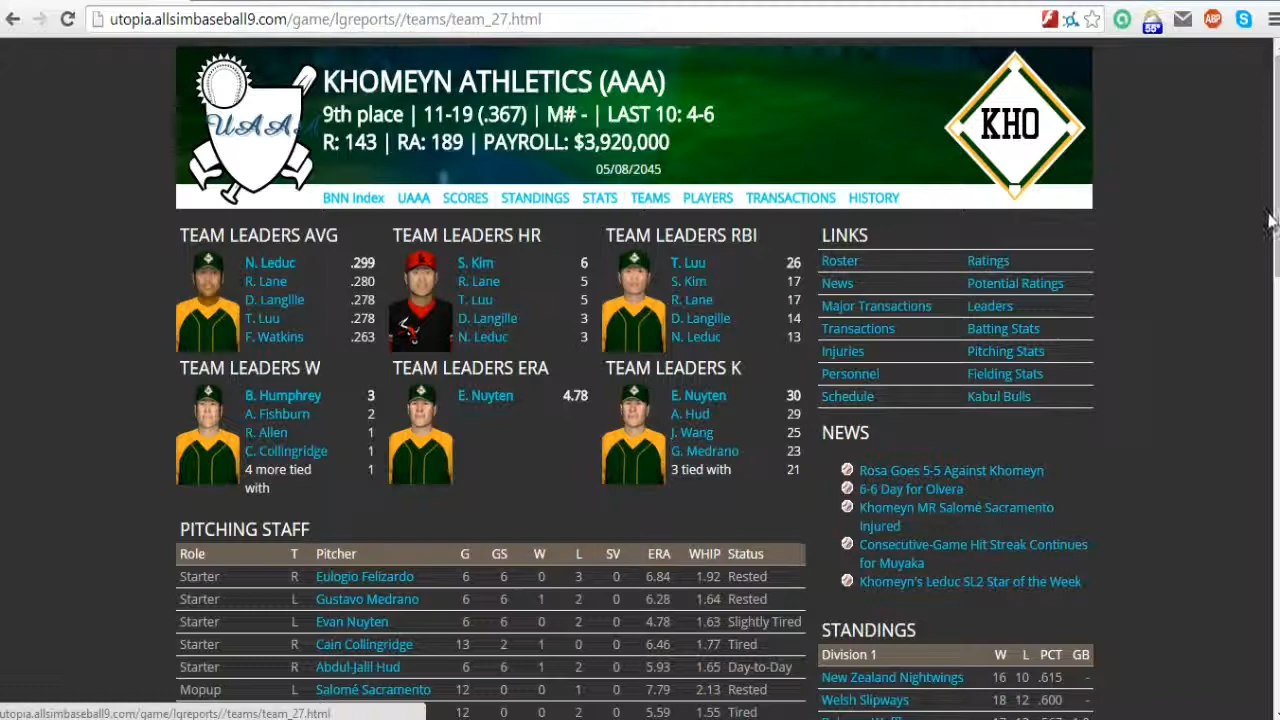 utopia.allsimbaseball9.com/game/lgreports//teams/team_27.html
ABP
55°
UAAA
KHOMEYN ATHLETICS (AAA)
9th place | 11-19 (.367) | M# - | LAST 10: 4-6
R: 143 | RA: 189 | PAYROLL: $3,920,000
05/08/2045
KHO
BNN Index UAAA SCORES STANDINGS STATS TEAMS PLAYERS TRANSACTIONS HISTORY
TEAM LEADERS AVG
N. Leduc .299
R. Lane .280
D. Langille .278
T. Luu .278
F. Watkins .263
TEAM LEADERS HR
S. Kim 6
R. Lane 5
T. Luu 5
D. Langille 3
N. Leduc 3
TEAM LEADERS RBI
T. Luu 26
S. Kim 17
R. Lane 17
D. Langille 14
N. Leduc 13
TEAM LEADERS W
B. Humphrey 3
A. Fishburn 2
R. Allen 1
C. Collingridge 1
4 more tied with 1
TEAM LEADERS ERA
E. Nuyten 4.78
TEAM LEADERS K
E. Nuyten 30
A. Hud 29
J. Wang 25
G. Medrano 23
3 tied with 21
LINKS
Roster Ratings
News Potential Ratings
Major Transactions Leaders
Transactions Batting Stats
Injuries Pitching Stats
Personnel Fielding Stats
Schedule Kabul Bulls
NEWS
Rosa Goes 5-5 Against Khomeyn
6-6 Day for Olvera
Khomeyn MR Salomé Sacramento
Injured
Consecutive-Game Hit Streak Continues
for Muyaka
Khomeyn's Leduc SL2 Star of the Week
PITCHING STAFF
Role T Pitcher G GS W L SV ERA WHIP Status
Starter R Eulogio Felizardo 6 6 0 3 0 6.84 1.92 Rested
Starter L Gustavo Medrano 6 6 1 2 0 6.28 1.64 Rested
Starter L Evan Nuyten 6 6 0 2 0 4.78 1.63 Slightly Tired
Starter R Cain Collingridge 13 2 1 0 0 6.46 1.77 Tired
Starter R Abdul-Jalil Hud 6 6 1 2 0 5.93 1.65 Day-to-Day
Mopup L Salomé Sacramento 12 0 0 1 0 7.79 2.13 Rested
12 0 0 2 0 5.59 1.55 Tired
STANDINGS
Division 1 W L PCT GB
New Zealand Nightwings 16 10 .615 -
Welsh Slipways 18 12 .600 -
utopia.allsimbaseball9.com/game/lgreports//teams/team_27.html